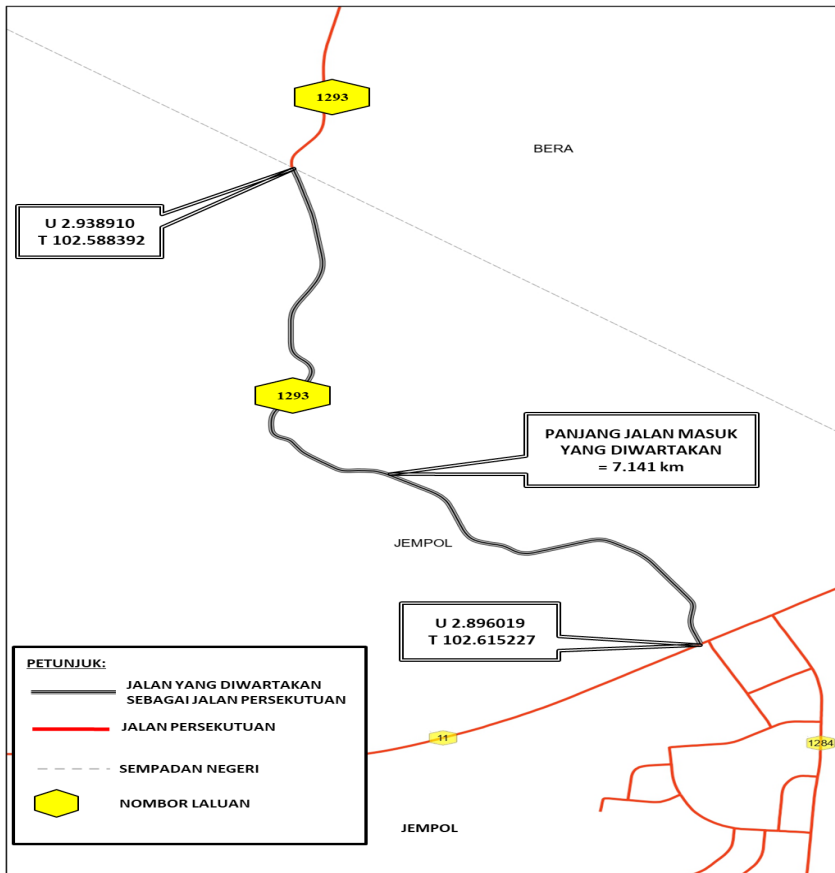 1293
BERA
U 2.938910
T 102.588392
1293
PANJANG JALAN MASUK
YANG DIWARTAKAN
= 7.141 km
JEMPOL
U 2.896019
T 102.615227
PETUNJUK:
JALAN YANG DIWARTAKAN
SEBAGAI JALAN PERSEKUTUAN
JALAN PERSEKUTUAN
SEMPADAN NEGERI
NOMBOR LALUAN
11
1284
JEMPOL